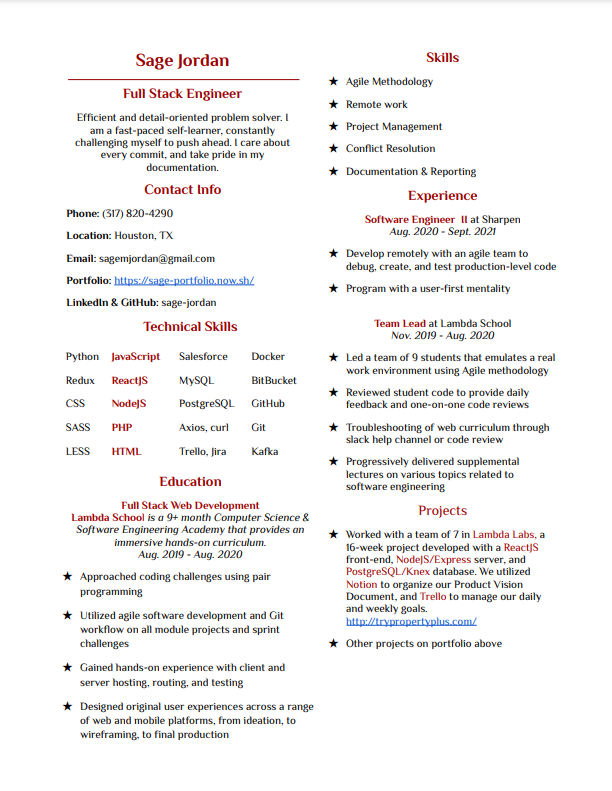 Sage Jordan
Full Stack Engineer
Efficient and detail-oriented problem solver. I
am a fast-paced self-learner, constantly
challenging myself to push ahead. I care about
every commit, and take pride in my
documentation.
Contact Info
Phone: (317) 820-4290
Location: Houston, TX
Email: sagemjordan@gmail.com
Portfolio: https://sage-portfolio.now.sh/
LinkedIn & GitHub: sage-jordan
Technical Skills
Python JavaScript Salesforce Docker
Redux ReactJS MySQL BitBucket
CSS NodeJS PostgreSQL GitHub
SASS PHP Axios, curl Git
LESS HTML Trello, Jira Kafka
Education
Full Stack Web Development
Lambda School is a 9+ month Computer Science &
Software Engineering Academy that provides an
immersive hands-on curriculum.
Aug. 2019 - Aug. 2020
★ Approached coding challenges using pair
programming
★ Utilized agile software development and Git
workflow on all module projects and sprint
challenges
★ Gained hands-on experience with client and
server hosting, routing, and testing
★ Designed original user experiences across a range
of web and mobile platforms, from ideation, to
wireframing, to final production
Skills
★ Agile Methodology
★ Remote work
★ Project Management
★ Conflict Resolution
★ Documentation & Reporting
Experience
Software Engineer II at Sharpen
Aug. 2020 - Sept. 2021
★ Develop remotely with an agile team to
debug, create, and test production-level code
★ Program with a user-first mentality
Team Lead at Lambda School
Nov. 2019 - Aug. 2020
★ Led a team of 9 students that emulates a real
work environment using Agile methodology
★ Reviewed student code to provide daily
feedback and one-on-one code reviews
★ Troubleshooting of web curriculum through
slack help channel or code review
★ Progressively delivered supplemental
lectures on various topics related to
software engineering
Projects
★ Worked with a team of 7 in Lambda Labs, a
16-week project developed with a ReactJS
front-end, NodeJS/Express server, and
PostgreSQL/Knex database. We utilized
Notion to organize our Product Vision
Document, and Trello to manage our daily
and weekly goals.
http://trypropertyplus.com/
★ Other projects on portfolio above